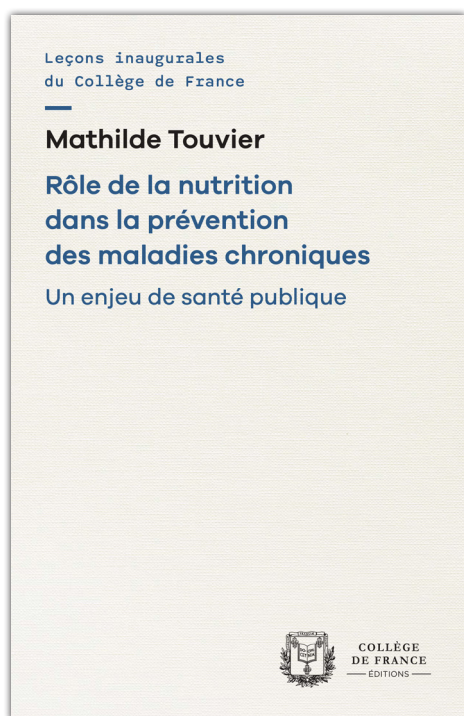 Leçons inaugurales
du Collège de France
Mathilde Touvier
Rôle de la nutrition
dans la prévention
des maladies chroniques
Un enjeu de santé publique
COLLÈGE
DE FRANCE
ÉDITIONS